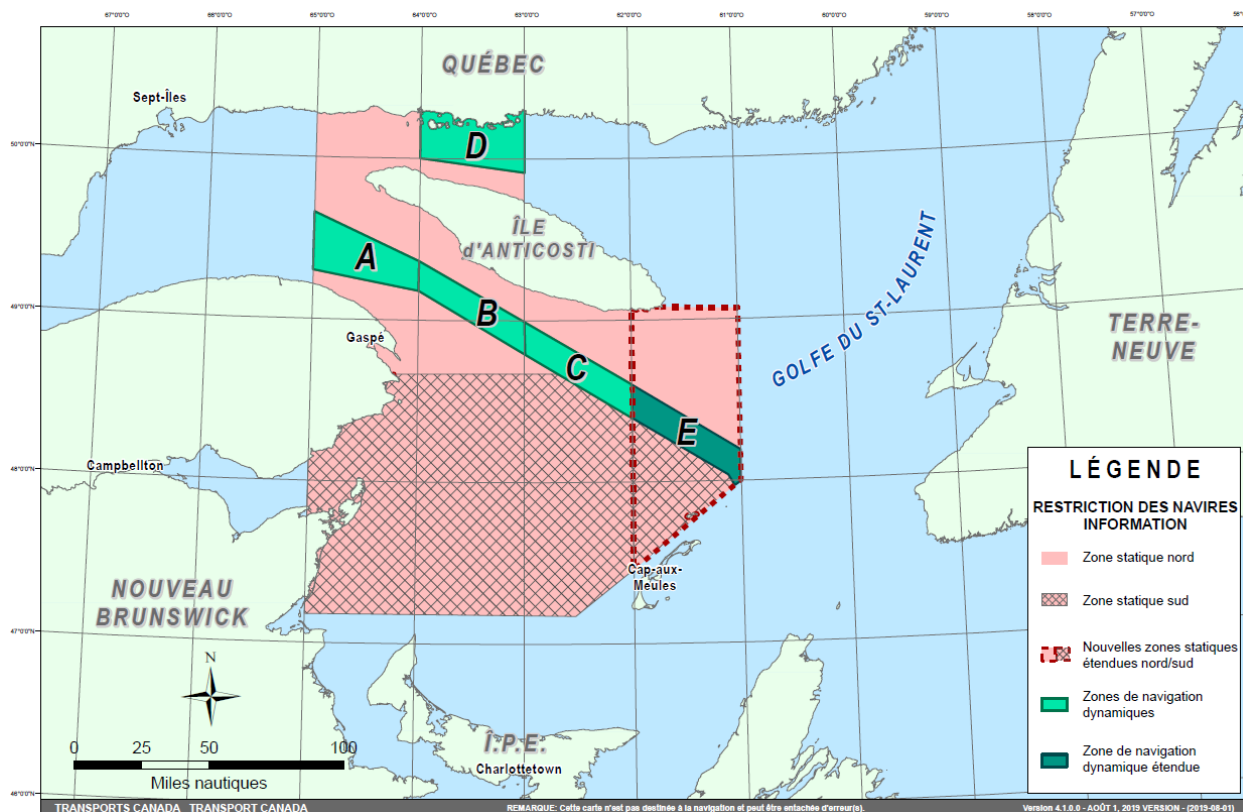 67°0'0"O 66°0'0"O 65°0'0"O 64°0'0"O 63°0'0"O 62°0'0"O 61°0'0"O 60°0'0"O 59°0'0"O 58°0'0"O 57°0'0"O
QUÉBEC
Sept-Îles
50°0'0"N
D
ÎLE
d'ANTICOSTI
A
49°0'0"N
B
Gaspé
C
GOLFE DU ST-LAURENT
TERRE-
NEUVE
E
48°0'0"N
Campbellton
Cap-aux-
Meules
NOUVEAU
BRUNSWICK
47°0'0"N
N
0 25 50 100
Miles nautiques
Î.P.E.
Charlottetown
46°0'0"N
LÉGENDE
RESTRICTION DES NAVIRES
INFORMATION
Zone statique nord
Zone statique sud
Nouvelles zones statiques
étendues nord/sud
Zones de navigation
dynamiques
Zone de navigation
dynamique étendue
TRANSPORTS CANADA TRANSPORT CANADA
REMARQUE: Cette carte n'est pas destinée à la navigation et peut être entachée d'erreur(s).
Version 4.1.0.0 - AOÛT 1, 2019 VERSION - (2019-08-01)